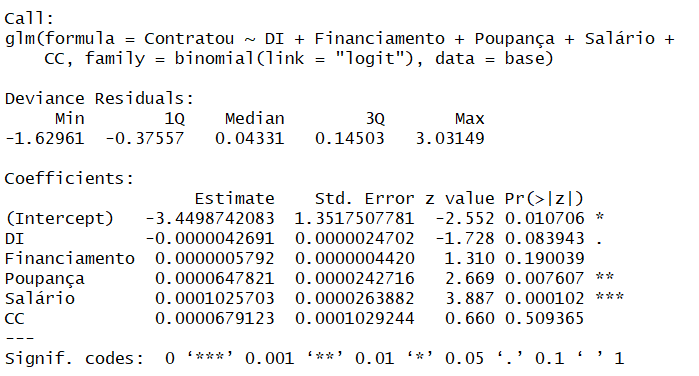 Call:
glm(formula = Contratou ~ DI + Financiamento + Poupança + Salário +
    CC, family = binomial(link = "logit"), data = base)

Deviance Residuals:
     Min       1Q   Median       3Q      Max
-1.62961 -0.37557  0.04331  0.14503  3.03149

Coefficients:
                   Estimate    Std. Error z value Pr(>|z|)
(Intercept)   -3.4498742083  1.3517507781  -2.552 0.010706 *
DI            -0.0000042691  0.0000024702  -1.728 0.083943 .
Financiamento  0.0000005792  0.0000004420   1.310 0.190039
Poupança       0.0000647821  0.0000242716   2.669 0.007607 **
Salário        0.0001025703  0.0000263882   3.887 0.000102 ***
CC             0.0000679123  0.0001029244   0.660 0.509365
---
Signif. codes:  0 ‘***’ 0.001 ‘**’ 0.01 ‘*’ 0.05 ‘.’ 0.1 ‘ ’ 1